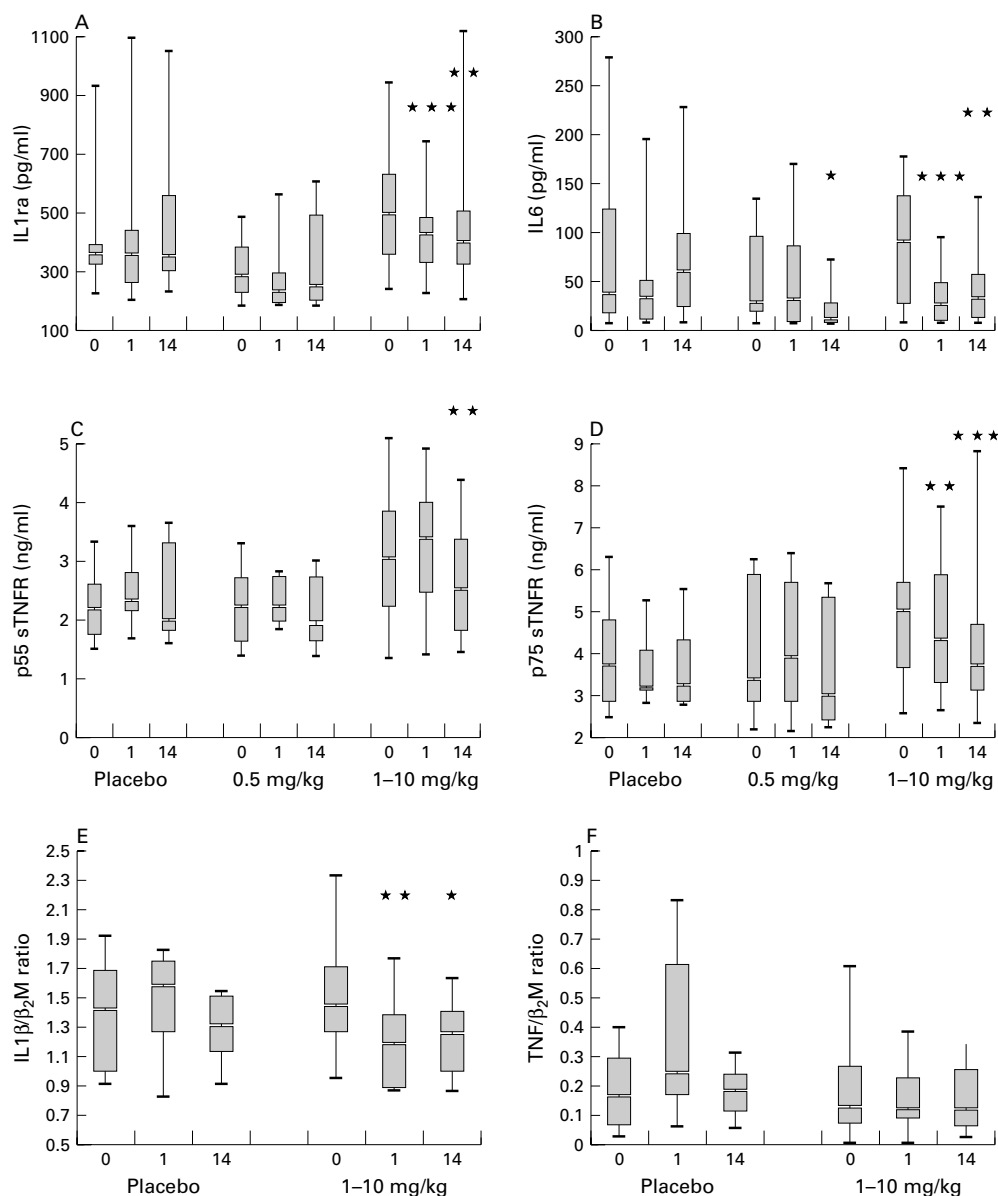 A
1100
900
700
500
300
100
IL1ra (pg/ml)
★ ★ ★
★ ★
0 1 14 0 1 14 0 1 14
B
300
250
200
150
100
50
0
IL6 (pg/ml)
★
★ ★ ★
★ ★
0 1 14 0 1 14 0 1 14
C
5
4
3
2
1
0
p55 sTNFR (ng/ml)
★ ★
0 1 14 0 1 14 0 1 14
Placebo 0.5 mg/kg 1–10 mg/kg
D
9
8
7
6
5
4
3
2
p75 sTNFR (ng/ml)
★ ★
★ ★ ★
0 1 14 0 1 14 0 1 14
Placebo 0.5 mg/kg 1–10 mg/kg
E
2.5
2.3
2.1
1.9
1.7
1.5
1.3
1.1
0.9
0.7
0.5
IL1β/β₂M ratio
★ ★ ★
0 1 14 0 1 14
Placebo 1–10 mg/kg
F
1
0.9
0.8
0.7
0.6
0.5
0.4
0.3
0.2
0.1
0
TNF/β₂M ratio
0 1 14 0 1 14
Placebo 1–10 mg/kg